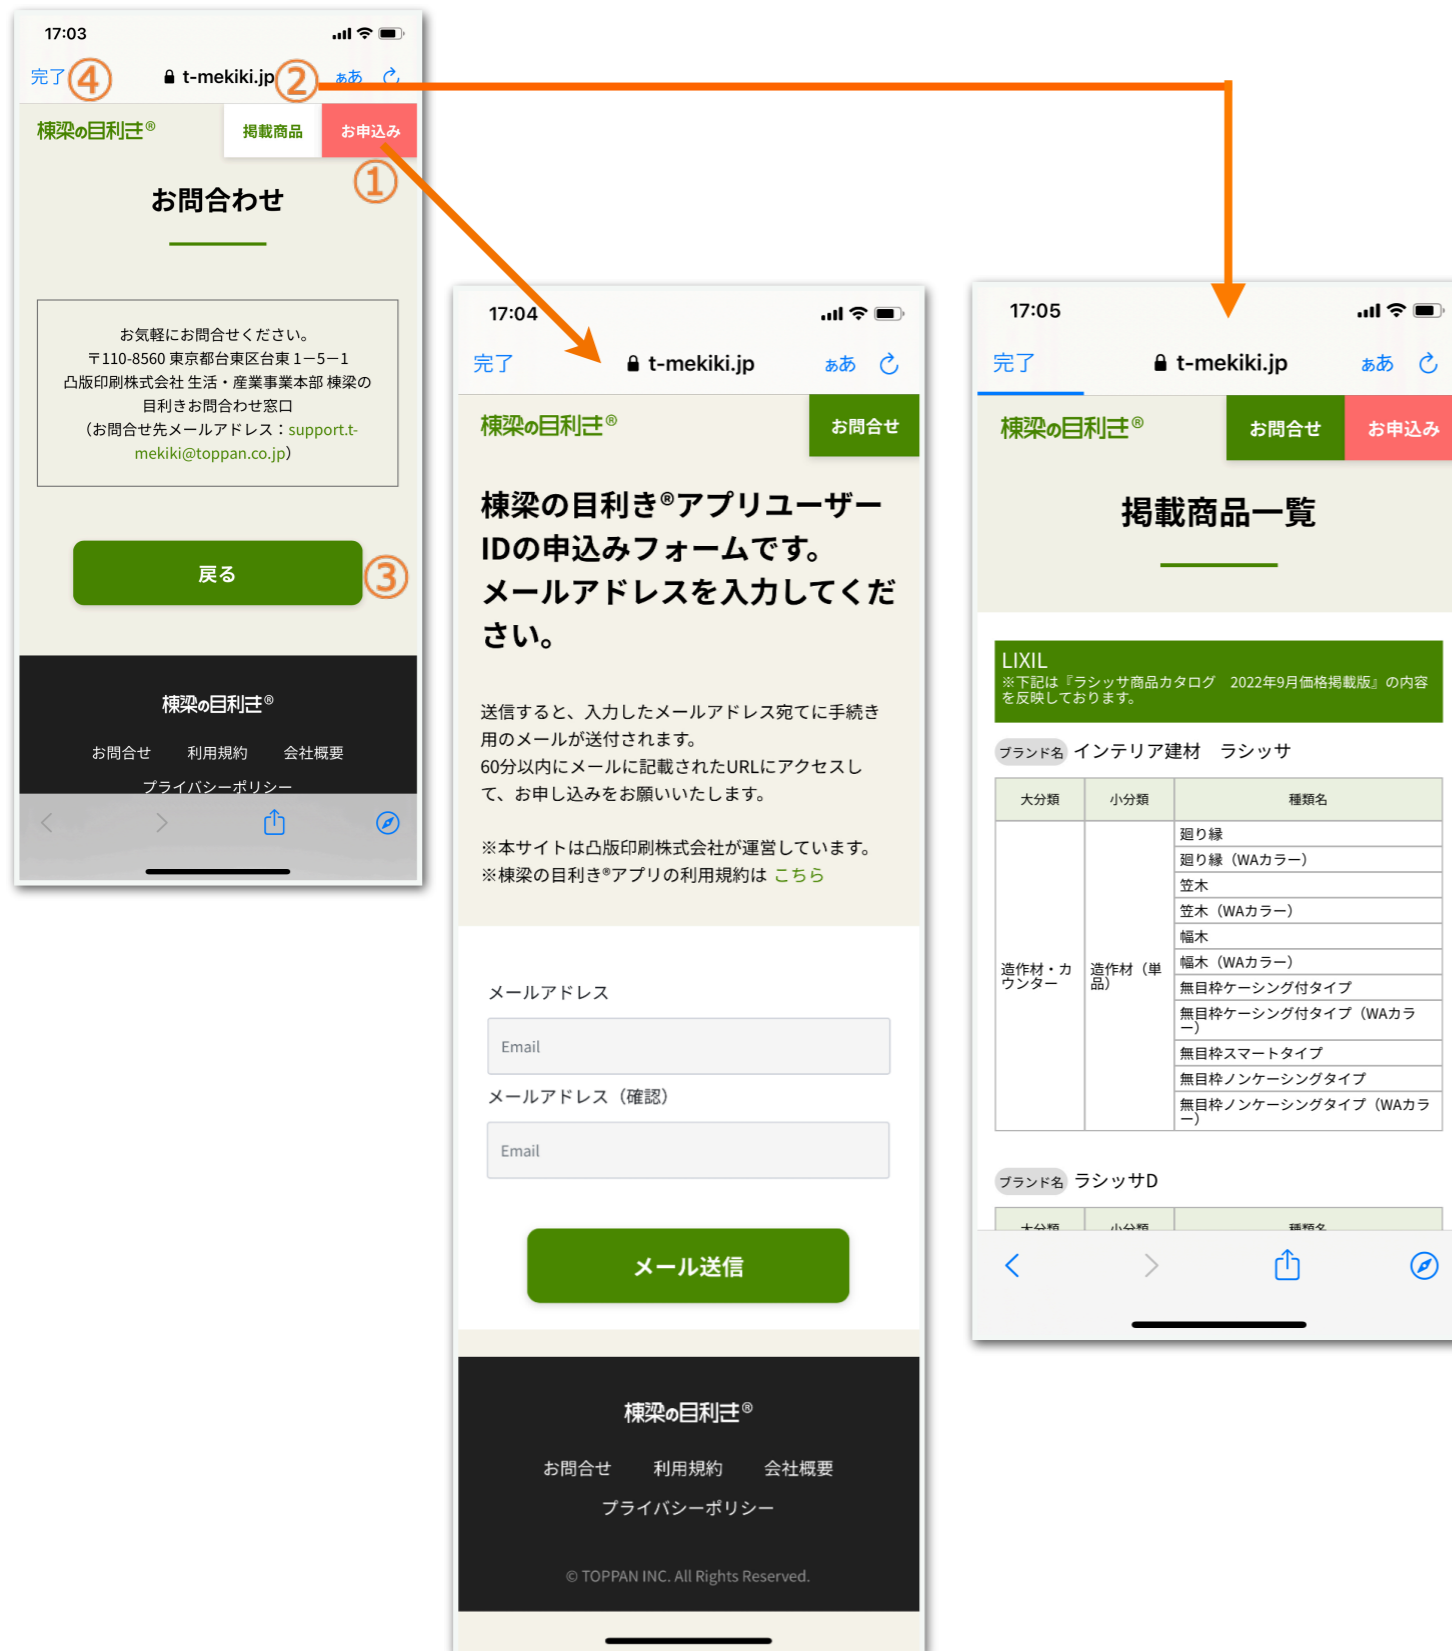 17:03
完了 ④ t-mekiki.jp ② ぁあ
棟梁の目利き® 掲載商品 お申込み
①
お問合わせ
お気軽にお問合せください。
〒110-8560 東京都台東区台東 1ー5ー1
凸版印刷株式会社 生活・産業事業本部 棟梁の
目利きお問合わせ窓口
（お問合せ先メールアドレス：support.t-
mekiki@toppan.co.jp）
戻る ③
棟梁の目利き®
お問合せ 利用規約 会社概要
プライバシーポリシー
17:04
完了 t-mekiki.jp ぁあ
棟梁の目利き® お問合せ
棟梁の目利き®アプリユーザー
IDの申込みフォームです。
メールアドレスを入力してくだ
さい。
送信すると、入力したメールアドレス宛てに手続き
用のメールが送付されます。
60分以内にメールに記載されたURLにアクセスし
て、お申し込みをお願いいたします。
※本サイトは凸版印刷株式会社が運営しています。
※棟梁の目利き®アプリの利用規約は こちら
メールアドレス
Email
メールアドレス（確認）
Email
メール送信
棟梁の目利き®
お問合せ 利用規約 会社概要
プライバシーポリシー
© TOPPAN INC. All Rights Reserved.
17:05
完了 t-mekiki.jp ぁあ
棟梁の目利き® お問合せ お申込み
掲載商品一覧
LIXIL
※下記は『ラシッサ商品カタログ　2022年9月価格掲載版』の内容
を反映しております。
ブランド名 インテリア建材　ラシッサ
大分類 小分類 種類名
造作材・カ
ウンター
造作材（単
品）
廻り縁
廻り縁（WAカラー）
笠木
笠木（WAカラー）
幅木
幅木（WAカラー）
無目枠ケーシング付タイプ
無目枠ケーシング付タイプ（WAカラ
ー）
無目枠スマートタイプ
無目枠ノンケーシングタイプ
無目枠ノンケーシングタイプ（WAカラ
ー）
ブランド名 ラシッサD
大分類 小分類 種類名